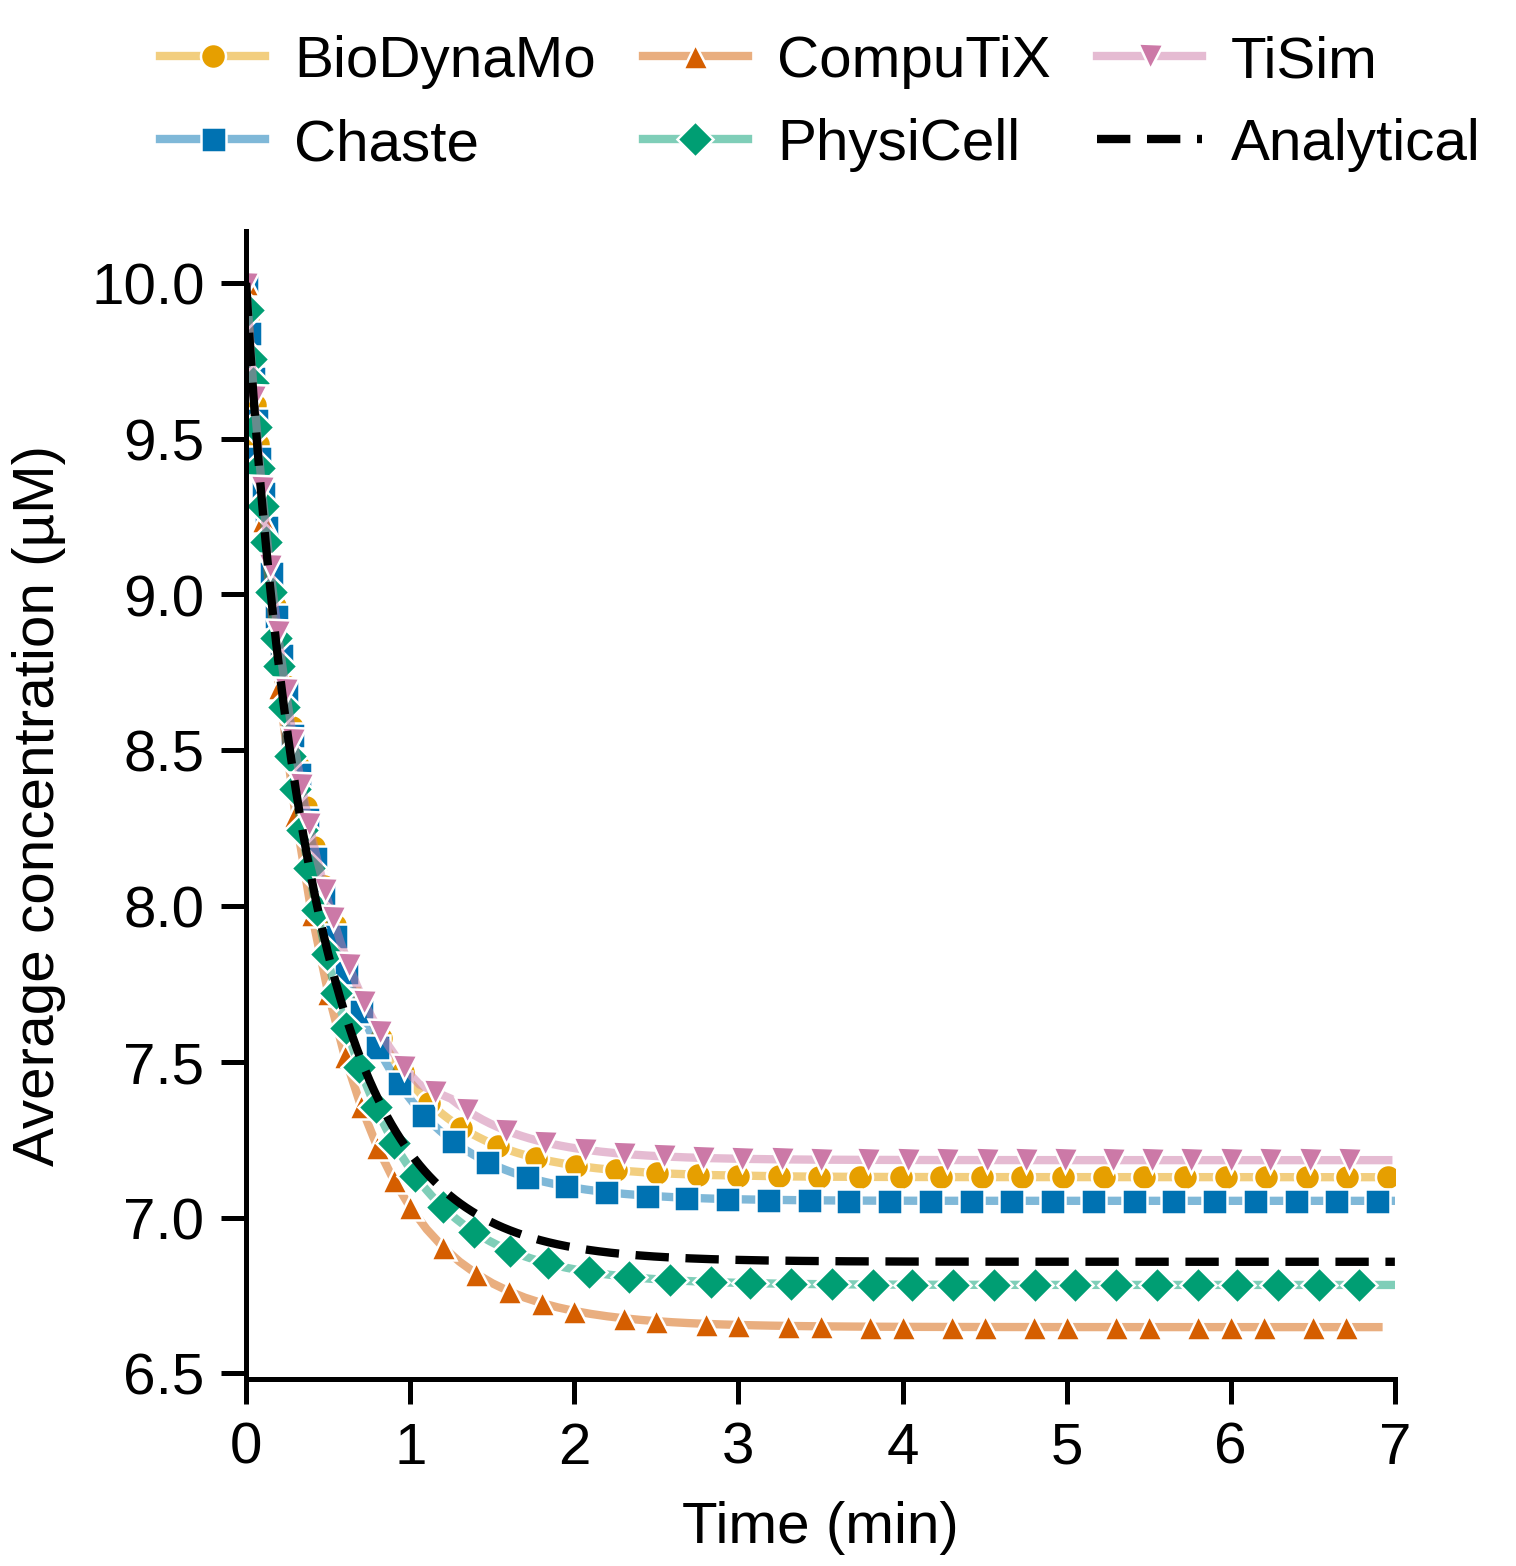 BioDynaMo CompuTiX TiSim
Chaste PhysiCell Analytical
10.0
9.5
9.0
8.5
8.0
7.5
7.0
6.5
Average concentration (µM)
0 1 2 3 4 5 6 7
Time (min)